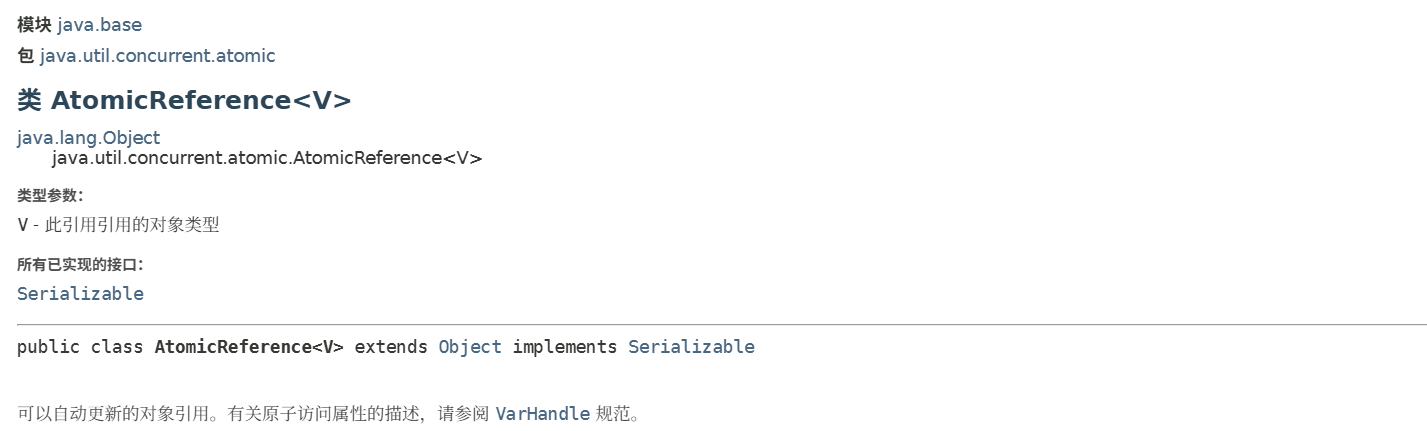 模块 java.base
包 java.util.concurrent.atomic
类 AtomicReference<V>
java.lang.Object
java.util.concurrent.atomic.AtomicReference<V>
类型参数：
V - 此引用引用的对象类型
所有已实现的接口：
Serializable
public class AtomicReference<V> extends Object implements Serializable
可以自动更新的对象引用。有关原子访问属性的描述，请参阅 VarHandle 规范。